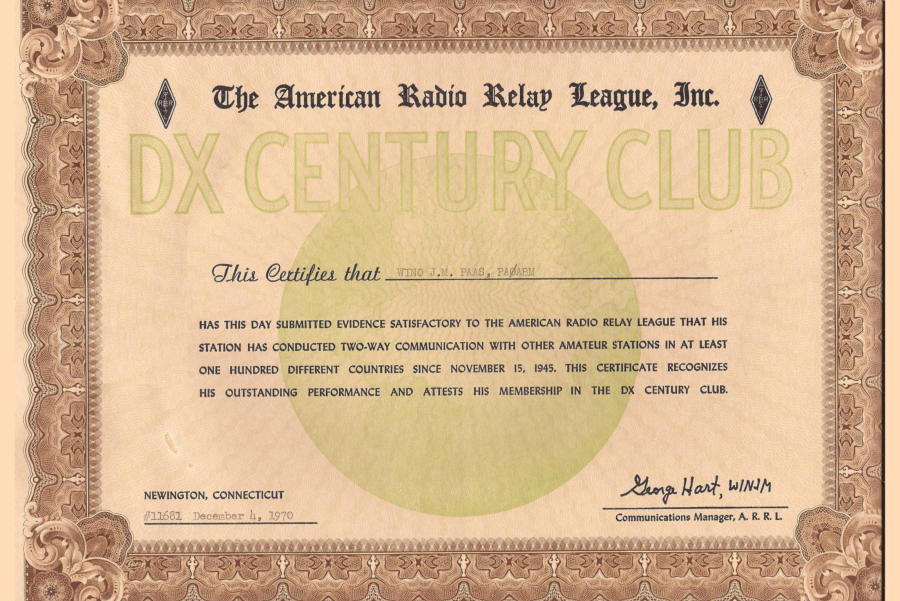 The American Radio Relay League, Inc.
DX CENTURY CLUB
This Certifies that WINO J.M. PAAS, PAØABM
HAS THIS DAY SUBMITTED EVIDENCE SATISFACTORY TO THE AMERICAN RADIO RELAY LEAGUE THAT HIS
STATION HAS CONDUCTED TWO-WAY COMMUNICATION WITH OTHER AMATEUR STATIONS IN AT LEAST
ONE HUNDRED DIFFERENT COUNTRIES SINCE NOVEMBER 15, 1945. THIS CERTIFICATE RECOGNIZES
HIS OUTSTANDING PERFORMANCE AND ATTESTS HIS MEMBERSHIP IN THE DX CENTURY CLUB.
NEWINGTON, CONNECTICUT
#11681 December 4, 1970
George Hart, W1NJM
Communications Manager, A. R. R. L.